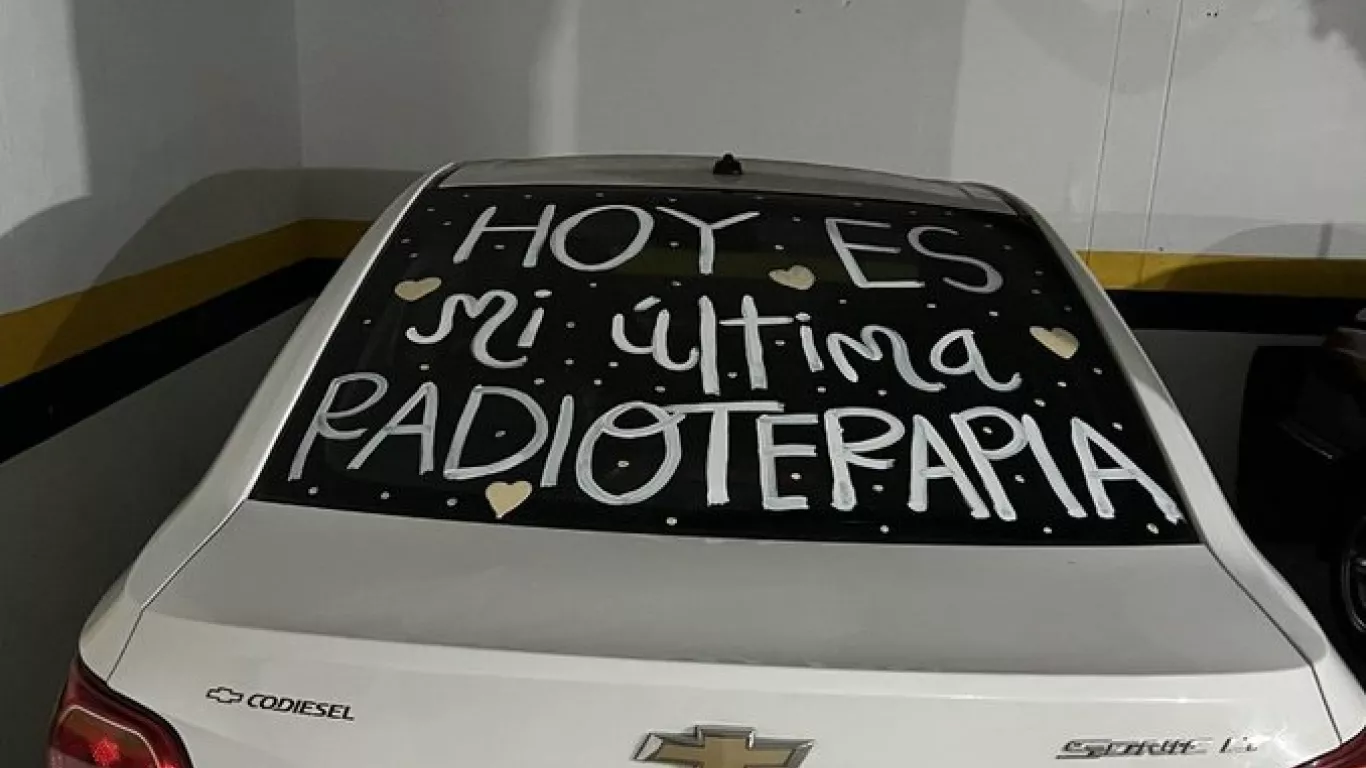 HOY ES
mi última
RADIOTERAPIA
CODIESEL